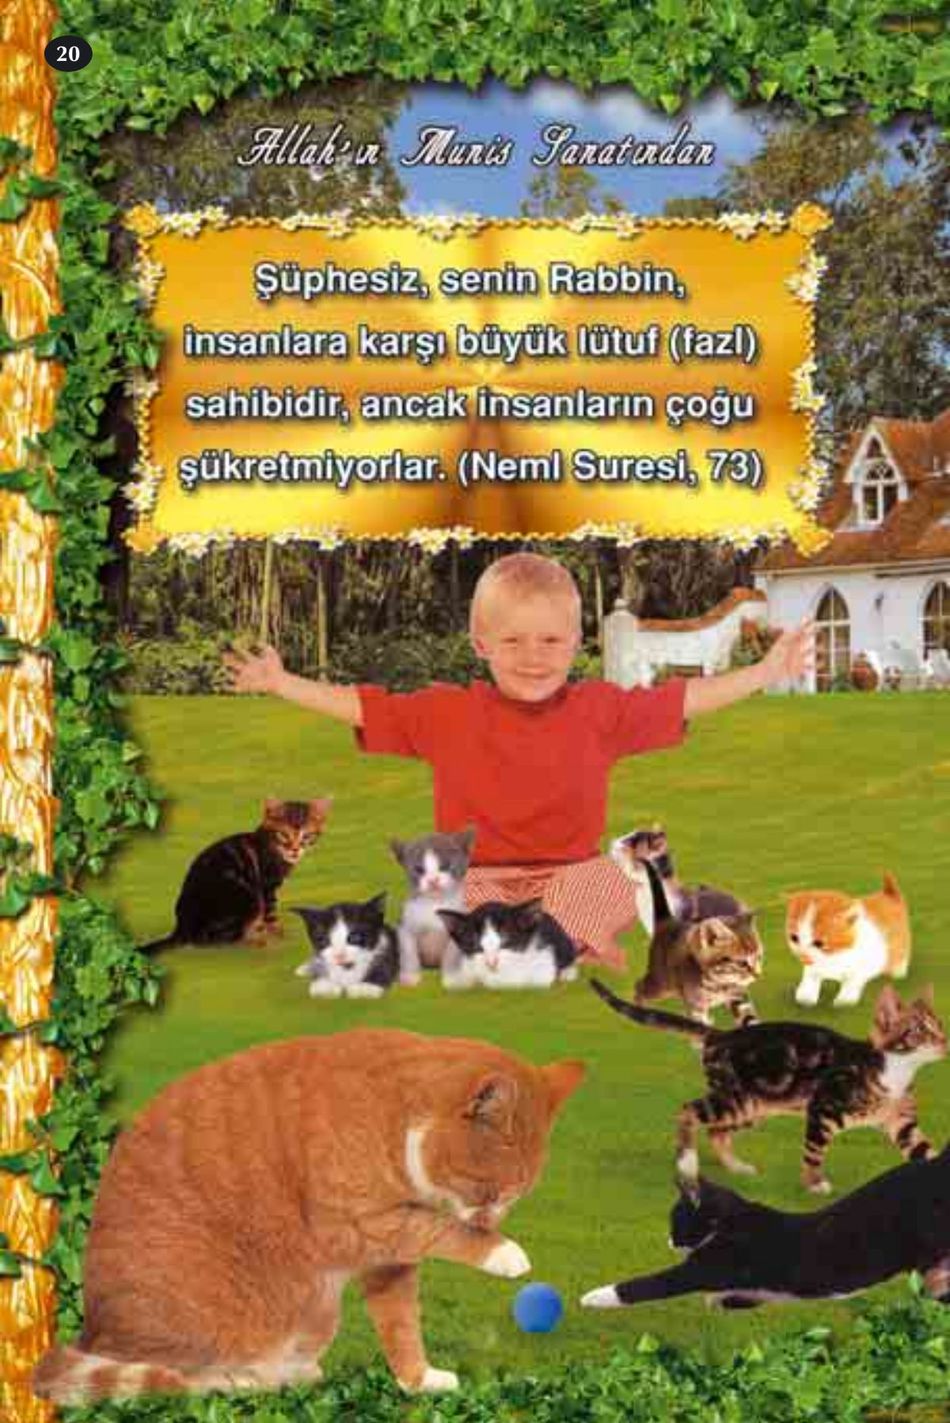 20
Allah'ın Munis Sanatından
Şüphesiz, senin Rabbin,
insanlara karşı büyük lütuf (fazl)
sahibidir, ancak insanların çoğu
şükretmiyorlar. (Neml Suresi, 73)